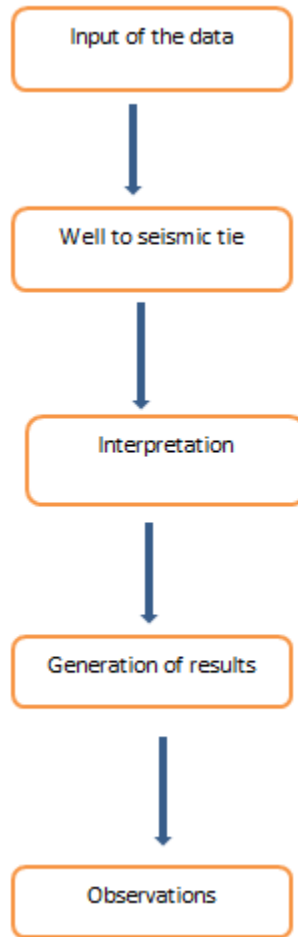 Input of the data
Well to seismic tie
Interpretation
Generation of results
Observations